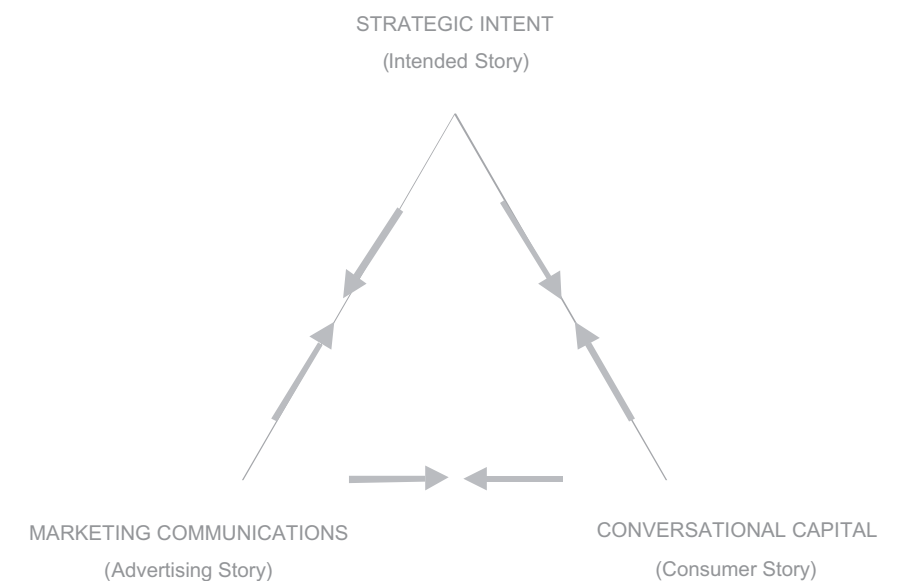 STRATEGIC INTENT
(Intended Story)
MARKETING COMMUNICATIONS
(Advertising Story)
CONVERSATIONAL CAPITAL
(Consumer Story)